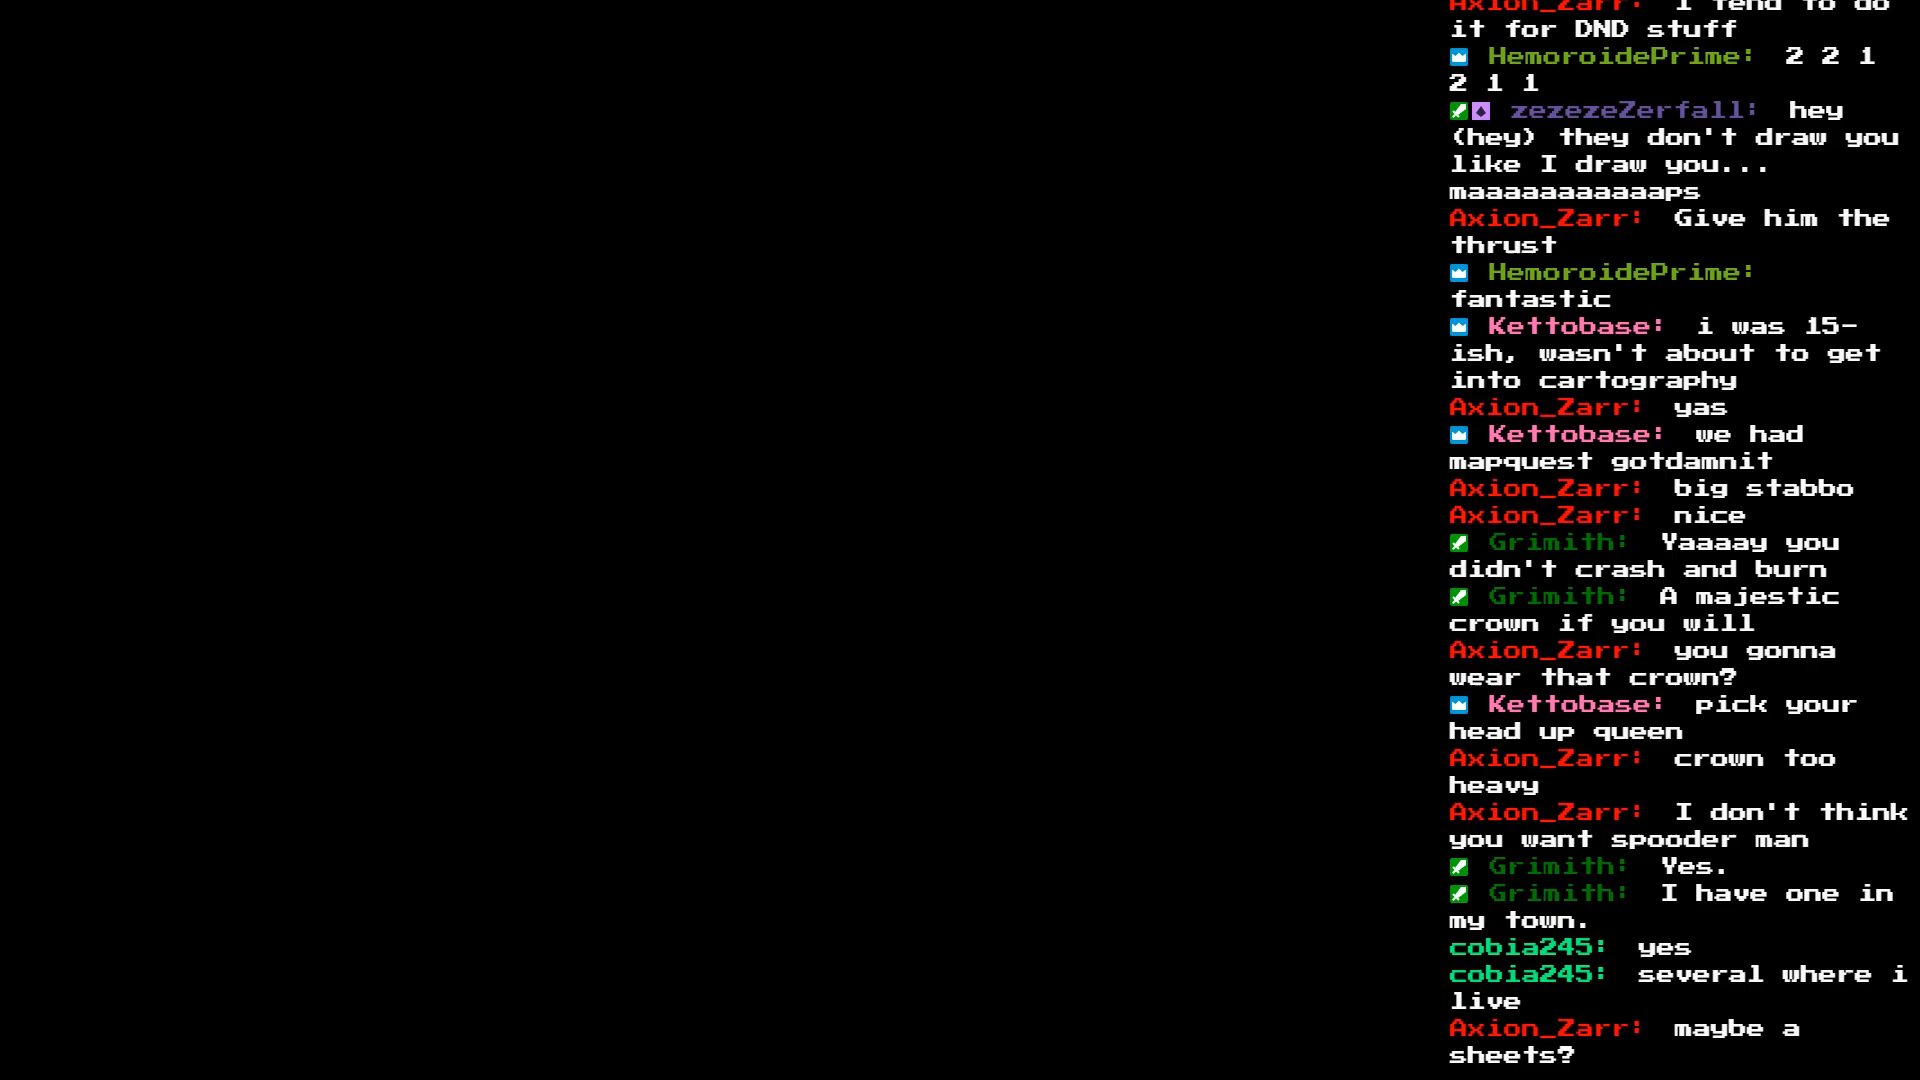 Axion_Zarr: I tend to do
it for DND stuff
HemoroidePrime: 2 2 1
2 1 1
zezezeZerfall: hey
(hey) they don't draw you
like I draw you...
maaaaaaaaaaaps
Axion_Zarr: Give him the
thrust
HemoroidePrime:
fantastic
Kettobase: i was 15-
ish, wasn't about to get
into cartography
Axion_Zarr: yas
Kettobase: we had
mapquest gotdamnit
Axion_Zarr: big stabbo
Axion_Zarr: nice
Grimith: Yaaaay you
didn't crash and burn
Grimith: A majestic
crown if you will
Axion_Zarr: you gonna
wear that crown?
Kettobase: pick your
head up queen
Axion_Zarr: crown too
heavy
Axion_Zarr: I don't think
you want spooder man
Grimith: Yes.
Grimith: I have one in
my town.
cobia245: yes
cobia245: several where i
live
Axion_Zarr: maybe a
sheets?